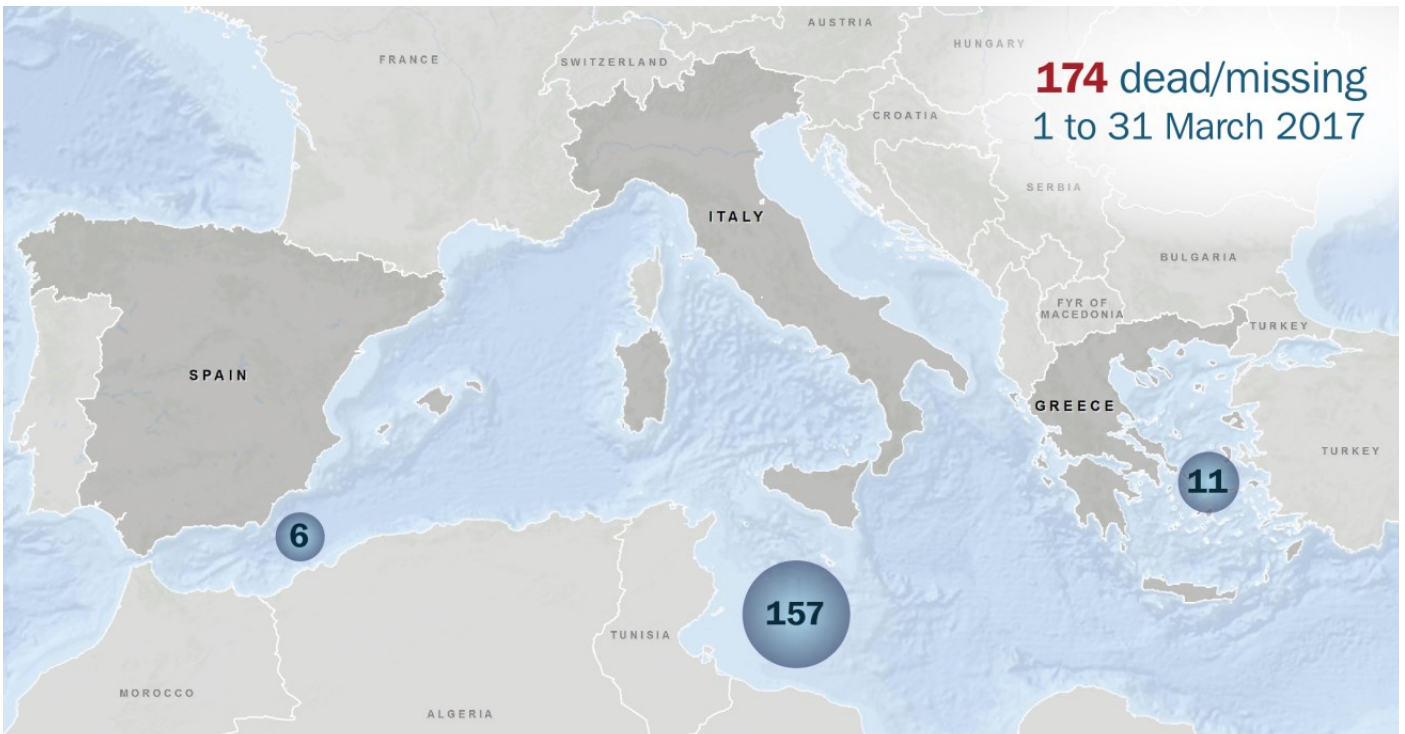 AUSTRIA
FRANCE
HUNGARY
SWITZERLAND
174 dead/missing
1 to 31 March 2017
CROATIA
SERBIA
ITALY
BULGARIA
FYR OF
MACEDONIA
TURKEY
SPAIN
GREECE
TURKEY
11
6
157
TUNISIA
MOROCCO
ALGERIA